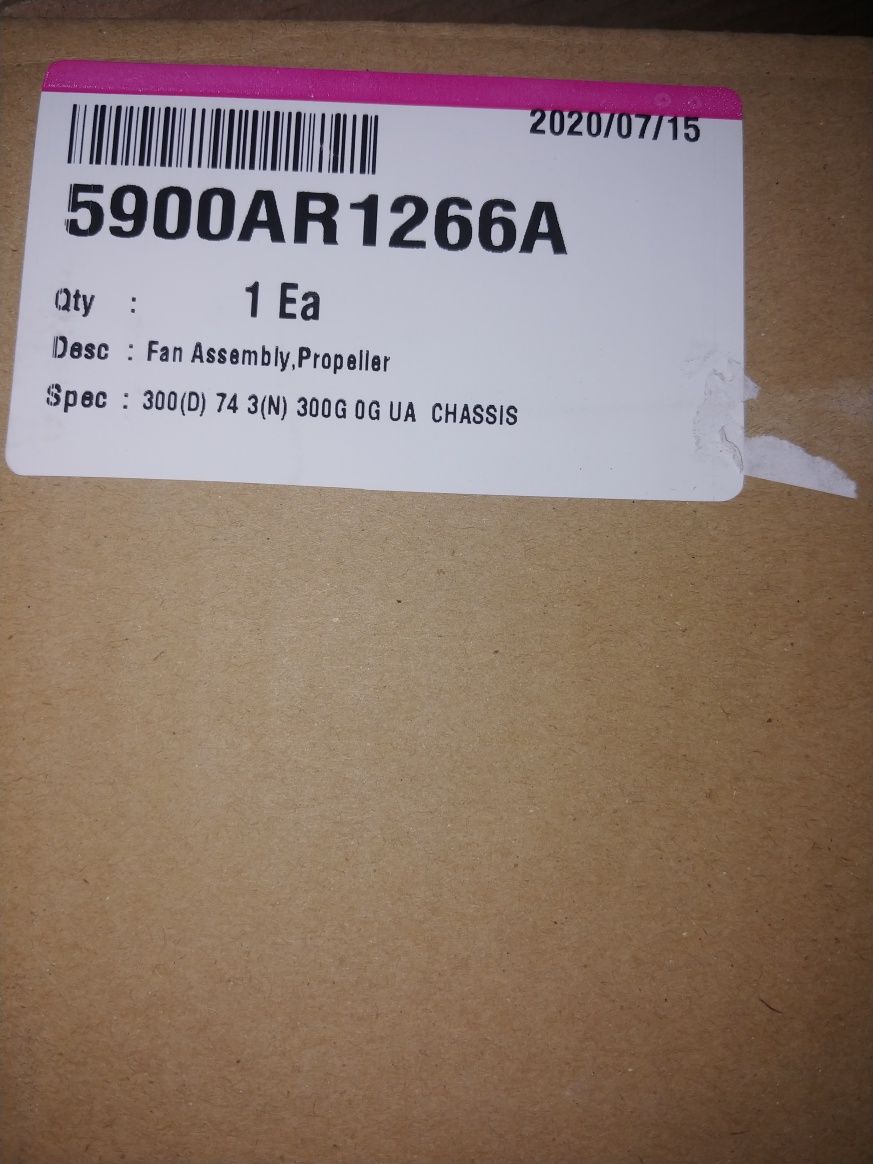 2020/07/15
5900AR1266A
Qty : 1 Ea
Desc : Fan Assembly,Propeller
Spec : 300(D) 74 3(N) 300G 0G UA CHASSIS